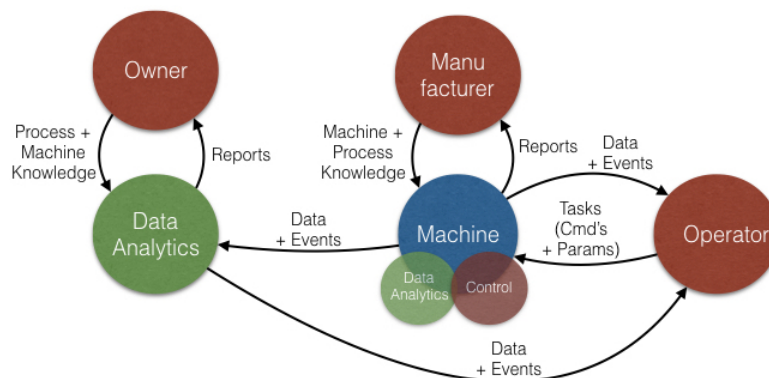 Owner
Manu
facturer
Process +
Machine
Knowledge
Reports
Machine +
Process
Knowledge
Reports
Data
+ Events
Data
Analytics
Data
+ Events
Machine
Tasks
(Cmd's
+ Params)
Operator
Data
Analytics
Control
Data
+ Events